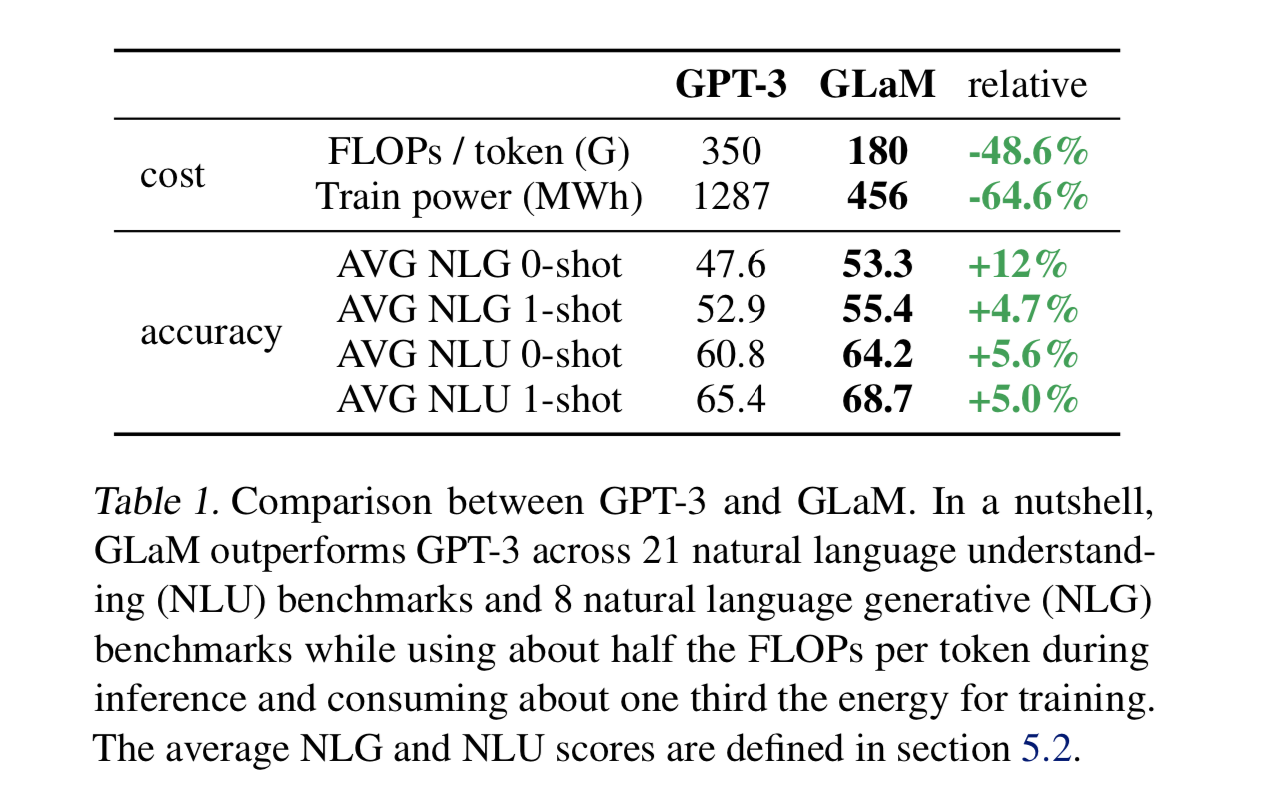 GPT-3 GLaM relative
cost
FLOPs / token (G) 350 180 -48.6%
Train power (MWh) 1287 456 -64.6%
accuracy
AVG NLG 0-shot 47.6 53.3 +12%
AVG NLG 1-shot 52.9 55.4 +4.7%
AVG NLU 0-shot 60.8 64.2 +5.6%
AVG NLU 1-shot 65.4 68.7 +5.0%
Table 1. Comparison between GPT-3 and GLaM. In a nutshell,
GLaM outperforms GPT-3 across 21 natural language understand-
ing (NLU) benchmarks and 8 natural language generative (NLG)
benchmarks while using about half the FLOPs per token during
inference and consuming about one third the energy for training.
The average NLG and NLU scores are defined in section 5.2.